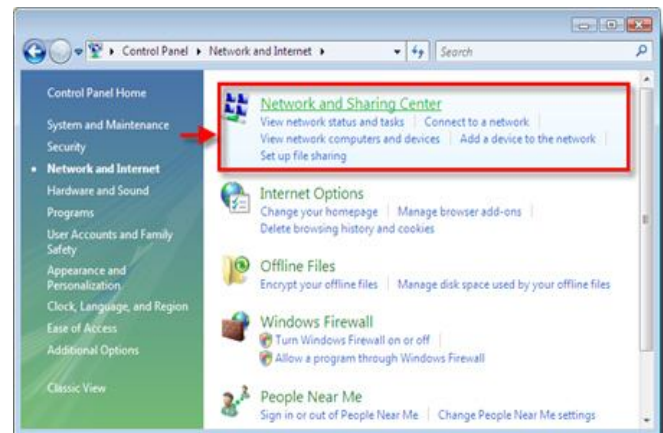 Control Panel ▸ Network and Internet ▸
Search
Control Panel Home
System and Maintenance
Security
Network and Internet
Hardware and Sound
Programs
User Accounts and Family
Safety
Appearance and
Personalization
Clock, Language, and Region
Ease of Access
Additional Options
Classic View
Network and Sharing Center
View network status and tasks | Connect to a network
View network computers and devices | Add a device to the network
Set up file sharing
Internet Options
Change your homepage | Manage browser add-ons
Delete browsing history and cookies
Offline Files
Encrypt your offline files | Manage disk space used by your offline files
Windows Firewall
Turn Windows Firewall on or off
Allow a program through Windows Firewall
People Near Me
Sign in or out of People Near Me | Change People Near Me settings